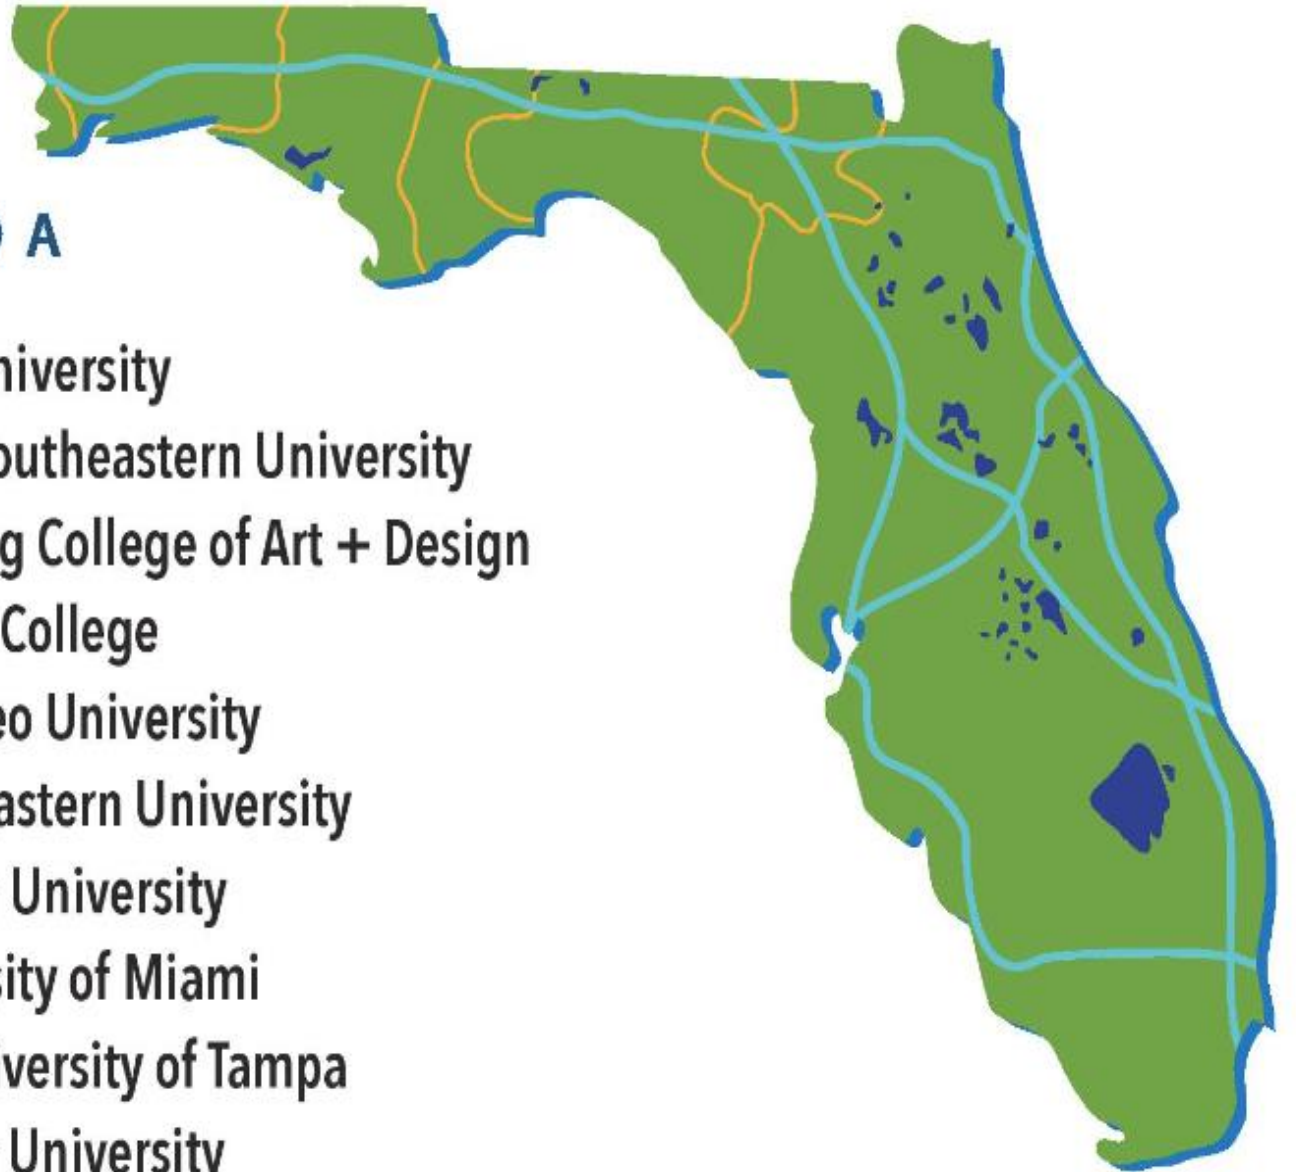 A
niversity
outheastern University
g College of Art + Design
College
eo University
astern University
University
sity of Miami
versity of Tampa
University